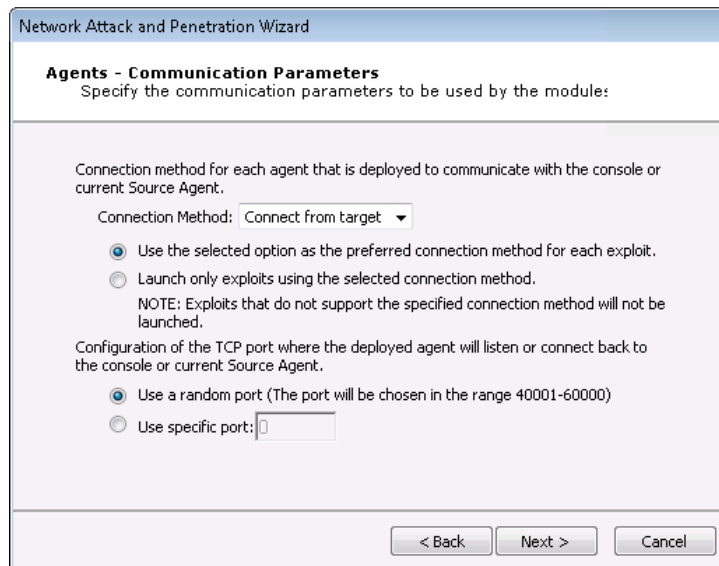 Network Attack and Penetration Wizard
Agents - Communication Parameters
Specify the communication parameters to be used by the modules
Connection method for each agent that is deployed to communicate with the console or
current Source Agent.
Connection Method: Connect from target
Use the selected option as the preferred connection method for each exploit.
Launch only exploits using the selected connection method.
NOTE: Exploits that do not support the specified connection method will not be
launched.
Configuration of the TCP port where the deployed agent will listen or connect back to
the console or current Source Agent.
Use a random port (The port will be chosen in the range 40001-60000)
Use specific port: 0
< Back Next > Cancel